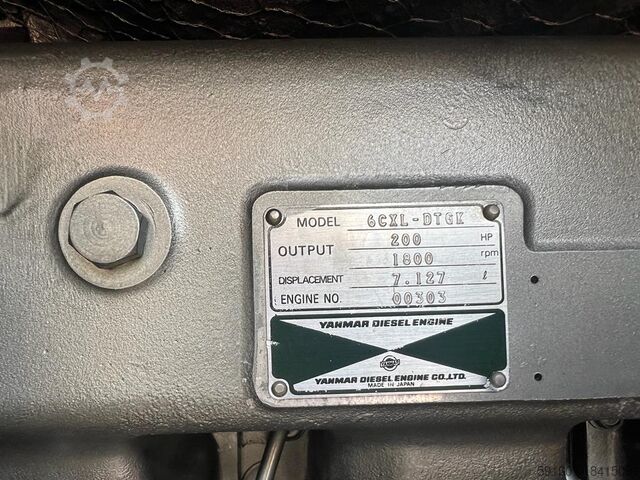 MODEL 6CXL-DTGK
OUTPUT 200 HP
1800 rpm
DISPLACEMENT 7.127 ℓ
ENGINE NO. 00303
YANMAR DIESEL ENGINE
YANMAR
YANMAR DIESEL ENGINE CO.,LTD.
MADE IN JAPAN